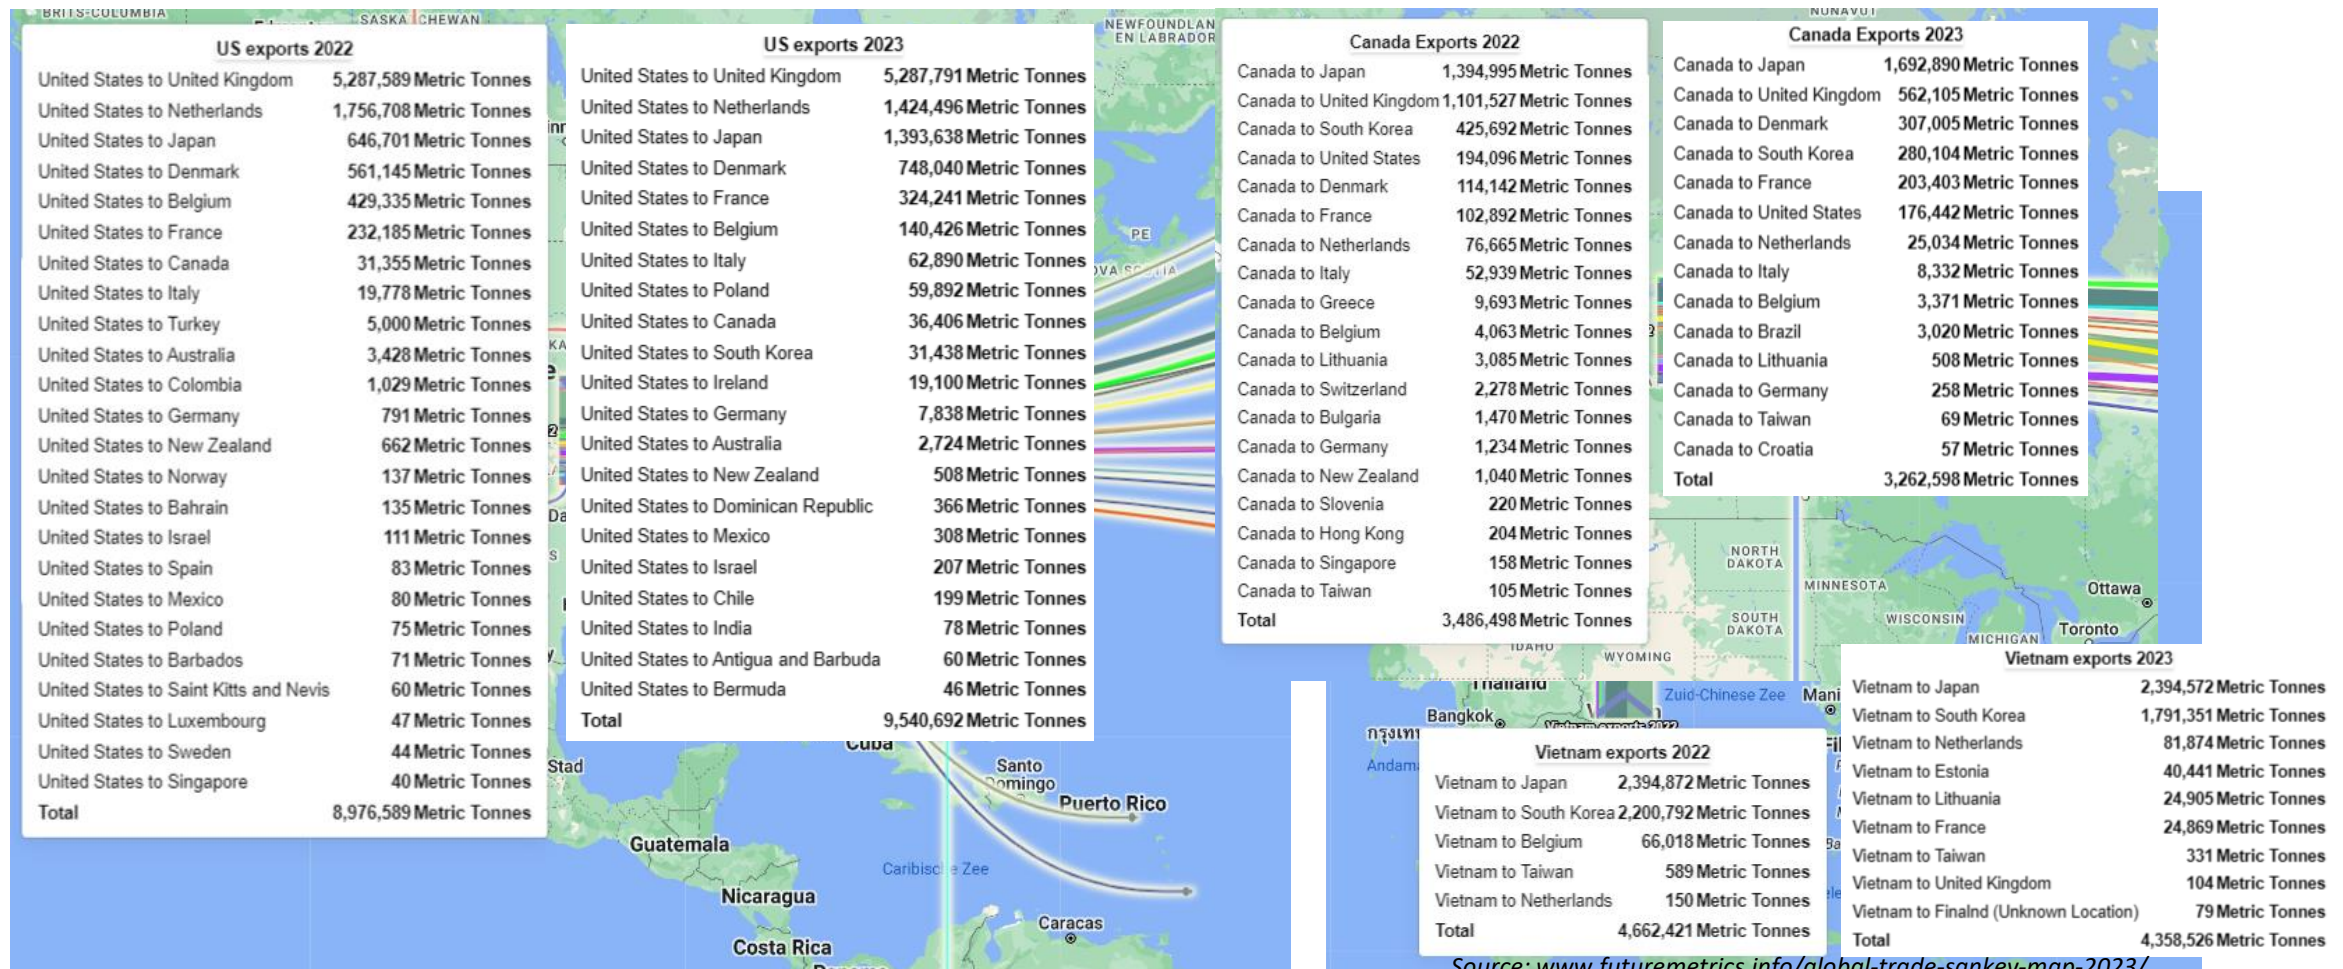 BRITS-COLUMBIA
SASKATCHEWAN
NEWFOUNDLAN
EN LABRADOR
NUNAVUT
US exports 2022
United States to United Kingdom 5,287,589 Metric Tonnes
United States to Netherlands 1,756,708 Metric Tonnes
United States to Japan 646,701 Metric Tonnes
United States to Denmark 561,145 Metric Tonnes
United States to Belgium 429,335 Metric Tonnes
United States to France 232,185 Metric Tonnes
United States to Canada 31,355 Metric Tonnes
United States to Italy 19,778 Metric Tonnes
United States to Turkey 5,000 Metric Tonnes
United States to Australia 3,428 Metric Tonnes
United States to Colombia 1,029 Metric Tonnes
United States to Germany 791 Metric Tonnes
United States to New Zealand 662 Metric Tonnes
United States to Norway 137 Metric Tonnes
United States to Bahrain 135 Metric Tonnes
United States to Israel 111 Metric Tonnes
United States to Spain 83 Metric Tonnes
United States to Mexico 80 Metric Tonnes
United States to Poland 75 Metric Tonnes
United States to Barbados 71 Metric Tonnes
United States to Saint Kitts and Nevis 60 Metric Tonnes
United States to Luxembourg 47 Metric Tonnes
United States to Sweden 44 Metric Tonnes
United States to Singapore 40 Metric Tonnes
Total 8,976,589 Metric Tonnes
US exports 2023
United States to United Kingdom 5,287,791 Metric Tonnes
United States to Netherlands 1,424,496 Metric Tonnes
United States to Japan 1,393,638 Metric Tonnes
United States to Denmark 748,040 Metric Tonnes
United States to France 324,241 Metric Tonnes
United States to Belgium 140,426 Metric Tonnes
United States to Italy 62,890 Metric Tonnes
United States to Poland 59,892 Metric Tonnes
United States to Canada 36,406 Metric Tonnes
United States to South Korea 31,438 Metric Tonnes
United States to Ireland 19,100 Metric Tonnes
United States to Germany 7,838 Metric Tonnes
United States to Australia 2,724 Metric Tonnes
United States to New Zealand 508 Metric Tonnes
United States to Dominican Republic 366 Metric Tonnes
United States to Mexico 308 Metric Tonnes
United States to Israel 207 Metric Tonnes
United States to Chile 199 Metric Tonnes
United States to India 78 Metric Tonnes
United States to Antigua and Barbuda 60 Metric Tonnes
United States to Bermuda 46 Metric Tonnes
Total 9,540,692 Metric Tonnes
PE
Canada Exports 2022
Canada to Japan 1,394,995 Metric Tonnes
Canada to United Kingdom 1,101,527 Metric Tonnes
Canada to South Korea 425,692 Metric Tonnes
Canada to United States 194,096 Metric Tonnes
Canada to Denmark 114,142 Metric Tonnes
Canada to France 102,892 Metric Tonnes
Canada to Netherlands 76,665 Metric Tonnes
Canada to Italy 52,939 Metric Tonnes
Canada to Greece 9,693 Metric Tonnes
Canada to Belgium 4,063 Metric Tonnes
Canada to Lithuania 3,085 Metric Tonnes
Canada to Switzerland 2,278 Metric Tonnes
Canada to Bulgaria 1,470 Metric Tonnes
Canada to Germany 1,234 Metric Tonnes
Canada to New Zealand 1,040 Metric Tonnes
Canada to Slovenia 220 Metric Tonnes
Canada to Hong Kong 204 Metric Tonnes
Canada to Singapore 158 Metric Tonnes
Canada to Taiwan 105 Metric Tonnes
Total 3,486,498 Metric Tonnes
Canada Exports 2023
Canada to Japan 1,692,890 Metric Tonnes
Canada to United Kingdom 562,105 Metric Tonnes
Canada to Denmark 307,005 Metric Tonnes
Canada to South Korea 280,104 Metric Tonnes
Canada to France 203,403 Metric Tonnes
Canada to United States 176,442 Metric Tonnes
Canada to Netherlands 25,034 Metric Tonnes
Canada to Italy 8,332 Metric Tonnes
Canada to Belgium 3,371 Metric Tonnes
Canada to Brazil 3,020 Metric Tonnes
Canada to Lithuania 508 Metric Tonnes
Canada to Germany 258 Metric Tonnes
Canada to Taiwan 69 Metric Tonnes
Canada to Croatia 57 Metric Tonnes
Total 3,262,598 Metric Tonnes
NORTH
DAKOTA
MINNESOTA
Ottawa
SOUTH
DAKOTA
WISCONSIN
MICHIGAN
Toronto
IDAHO
WYOMING
Thailand
Zuid-Chinese Zee
Mani
Bangkok
กรุงเท
Andam
Vietnam exports 2022
Vietnam exports 2022
Vietnam to Japan 2,394,872 Metric Tonnes
Vietnam to South Korea 2,200,792 Metric Tonnes
Vietnam to Belgium 66,018 Metric Tonnes
Vietnam to Taiwan 589 Metric Tonnes
Vietnam to Netherlands 150 Metric Tonnes
Total 4,662,421 Metric Tonnes
Vietnam exports 2023
Vietnam to Japan 2,394,572 Metric Tonnes
Vietnam to South Korea 1,791,351 Metric Tonnes
Vietnam to Netherlands 81,874 Metric Tonnes
Vietnam to Estonia 40,441 Metric Tonnes
Vietnam to Lithuania 24,905 Metric Tonnes
Vietnam to France 24,869 Metric Tonnes
Vietnam to Taiwan 331 Metric Tonnes
Vietnam to United Kingdom 104 Metric Tonnes
Vietnam to Finalnd (Unknown Location) 79 Metric Tonnes
Total 4,358,526 Metric Tonnes
Cuba
Stad
Santo
Domingo
Puerto Rico
Guatemala
Caribische Zee
Nicaragua
Caracas
Costa Rica
Source: www.futuremetrics.info/global-trade-sankey-map-2023/